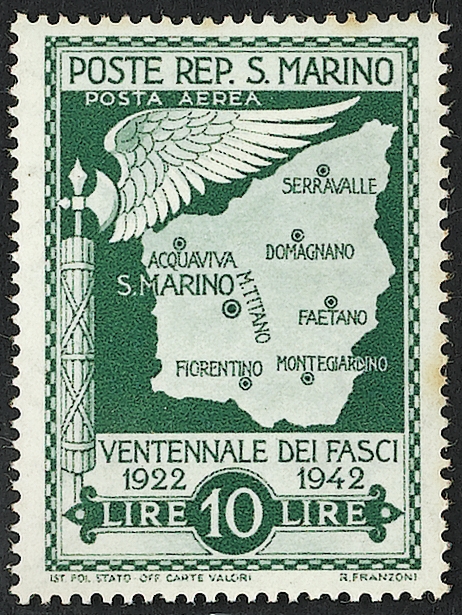 POSTE REP. S. MARINO
POSTA AEREA
SERRAVALLE
DOMAGNANO
ACQUAVIVA
S. MARINO
M. TITANO
FAETANO
FIORENTINO
MONTEGIARDINO
VENTENNALE DEI FASCI
1922 1942
LIRE 10 LIRE
IST. POL. STATO - OFF. CARTE VALORI R. FRANZONI